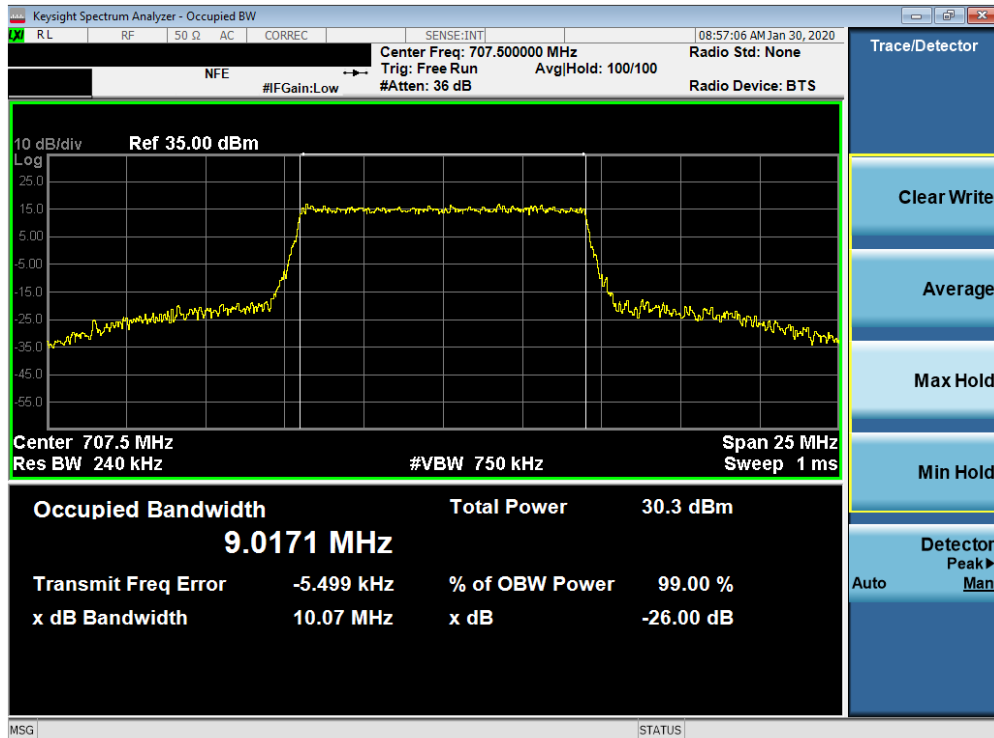 Keysight Spectrum Analyzer - Occupied BW
LXI RL RF 50 Ω AC CORREC SENSE:INT 08:57:06 AM Jan 30, 2020
Center Freq: 707.500000 MHz Radio Std: None
NFE Trig: Free Run Avg|Hold: 100/100
#IFGain:Low #Atten: 36 dB Radio Device: BTS
Trace/Detector
10 dB/div Ref 35.00 dBm
Log
25.0
15.0
5.00
-5.00
-15.0
-25.0
-35.0
-45.0
-55.0
Center 707.5 MHz Span 25 MHz
Res BW 240 kHz #VBW 750 kHz Sweep 1 ms
Occupied Bandwidth Total Power 30.3 dBm
9.0171 MHz
Transmit Freq Error -5.499 kHz % of OBW Power 99.00 %
x dB Bandwidth 10.07 MHz x dB -26.00 dB
Clear Write
Average
Max Hold
Min Hold
Detector
Peak▶
Auto Man
MSG STATUS